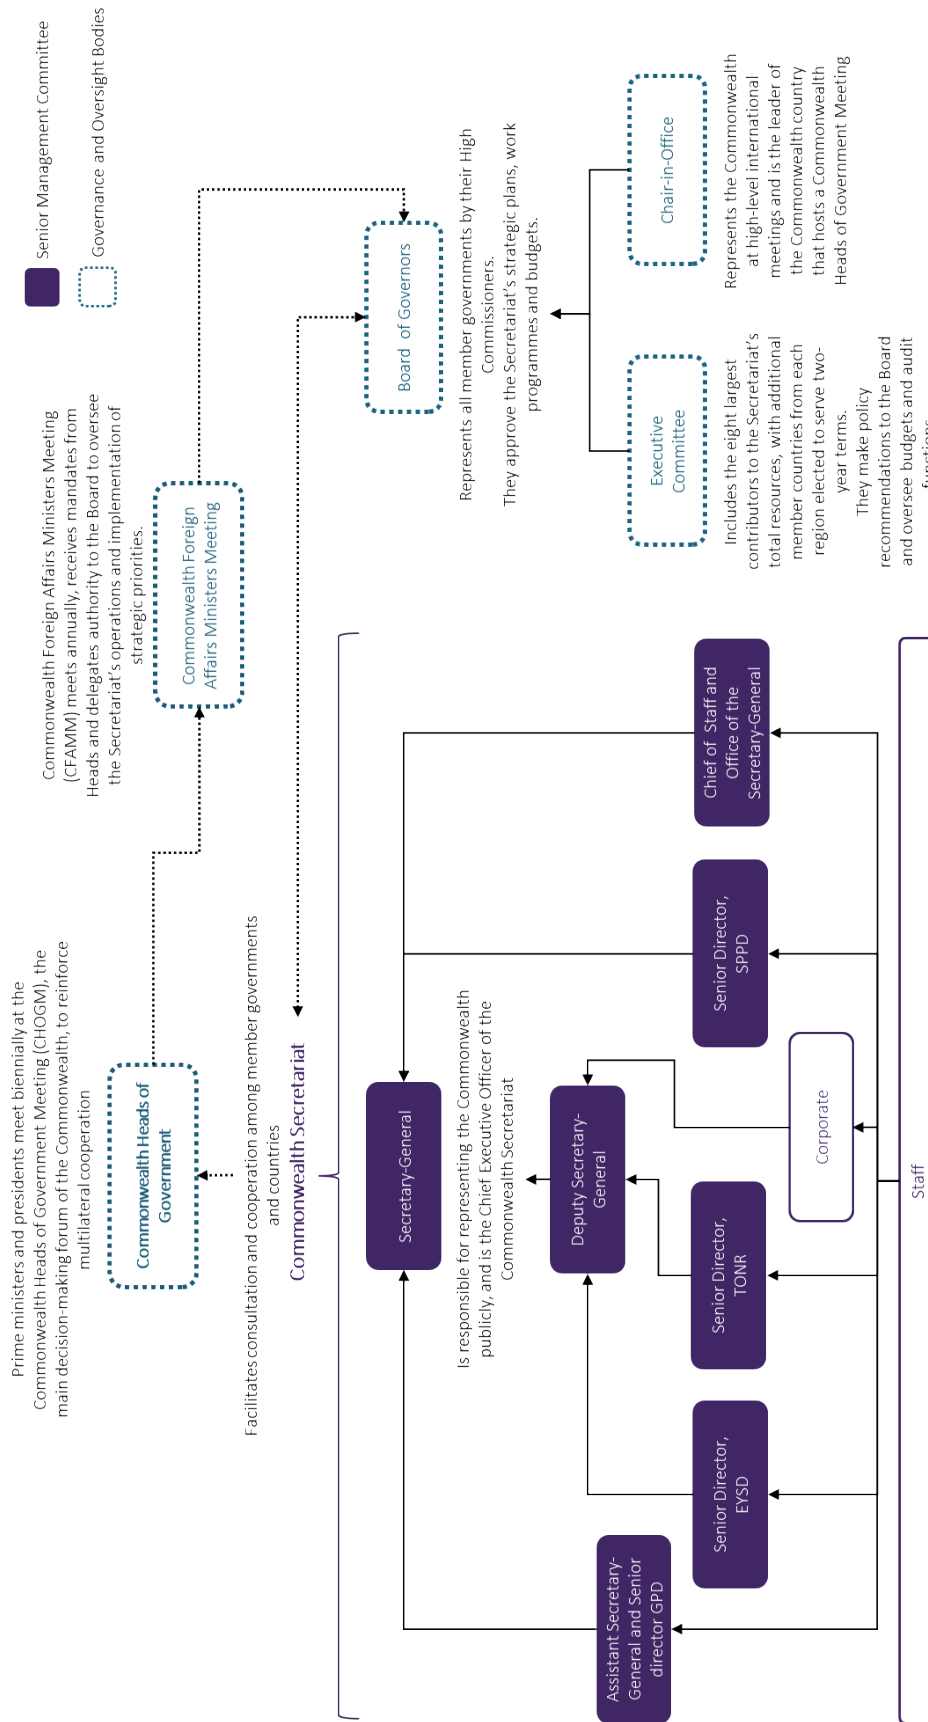 Senior Management Committee
Governance and Oversight Bodies
Prime ministers and presidents meet biennially at the
Commonwealth Heads of Government Meeting (CHOGM), the
main decision-making forum of the Commonwealth, to reinforce
multilateral cooperation
Commonwealth Heads of
Government
Commonwealth Foreign Affairs Ministers Meeting
(CFAMM) meets annually, receives mandates from
Heads and delegates authority to the Board to oversee
the Secretariat's operations and implementation of
strategic priorities.
Commonwealth Foreign
Affairs Ministers Meeting
Facilitates consultation and cooperation among member governments
and countries
Commonwealth Secretariat
Board of Governors
Represents all member governments by their High
Commissioners.
They approve the Secretariat's strategic plans, work
programmes and budgets.
Executive
Committee
Includes the eight largest
contributors to the Secretariat's
total resources, with additional
member countries from each
region elected to serve two-
year terms.
They make policy
recommendations to the Board
and oversee budgets and audit
Chair-in-Office
Represents the Commonwealth
at high-level international
meetings and is the leader of
the Commonwealth country
that hosts a Commonwealth
Heads of Government Meeting
Secretary-General
Is responsible for representing the Commonwealth
publicly, and is the Chief Executive Officer of the
Commonwealth Secretariat
Deputy Secretary-
General
Assistant Secretary-
General and Senior
director GPD
Senior Director,
EYSD
Senior Director,
TONR
Corporate
Senior Director,
SPPD
Chief of Staff and
Office of the
Secretary-General
Staff